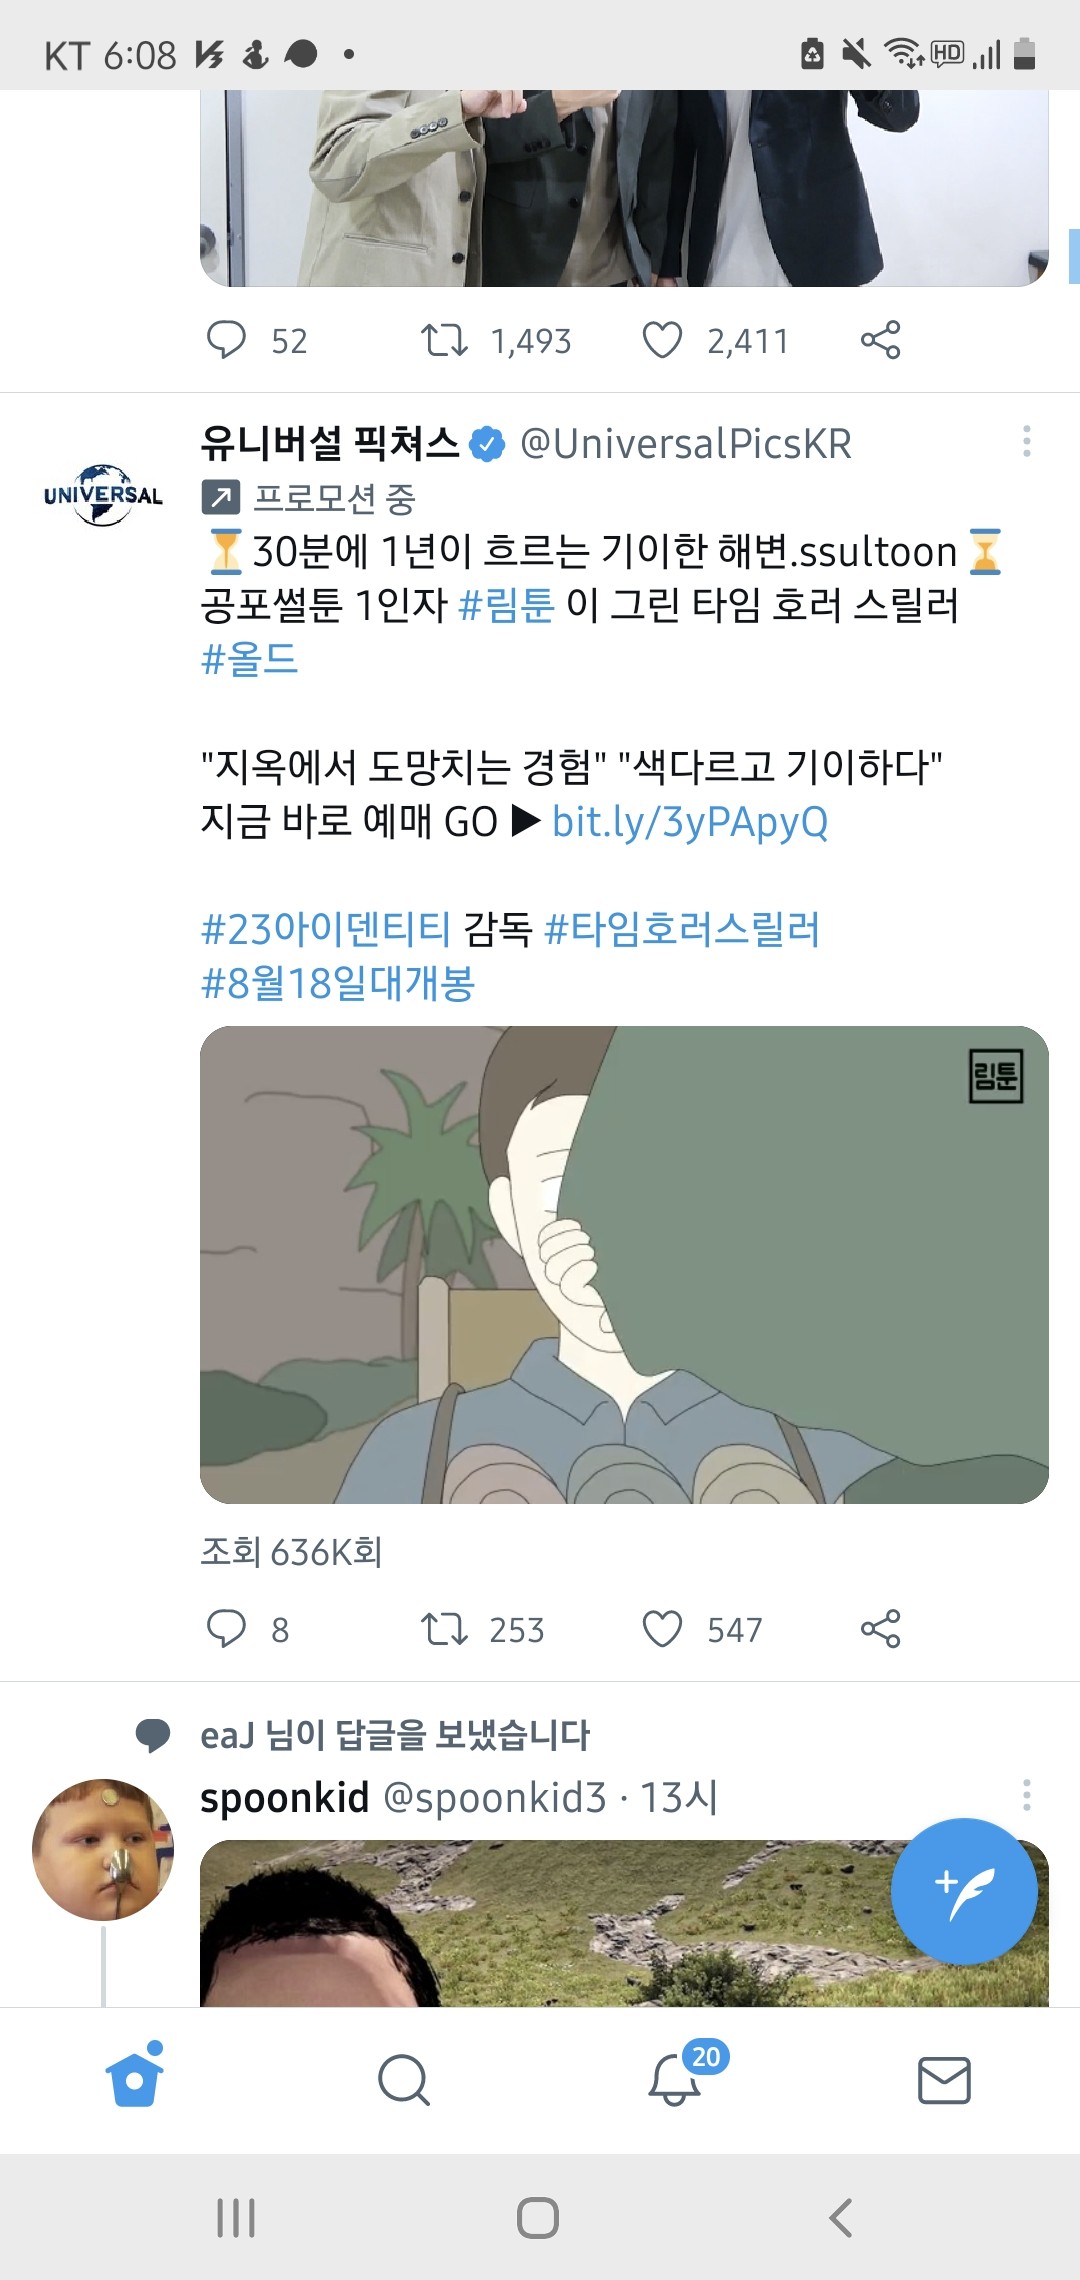 KT 6:08
HD
52 1,493 2,411
유니버설 픽쳐스 @UniversalPicsKR
UNIVERSAL
프로모션 중
⏳30분에 1년이 흐르는 기이한 해변.ssultoon⏳
공포썰툰 1인자 #림툰 이 그린 타임 호러 스릴러
#올드
"지옥에서 도망치는 경험" "색다르고 기이하다"
지금 바로 예매 GO ▶ bit.ly/3yPApyQ
#23아이덴티티 감독 #타임호러스릴러
#8월18일대개봉
림툰
조회 636K회
8 253 547
eaJ 님이 답글을 보냈습니다
spoonkid @spoonkid3 · 13시
20